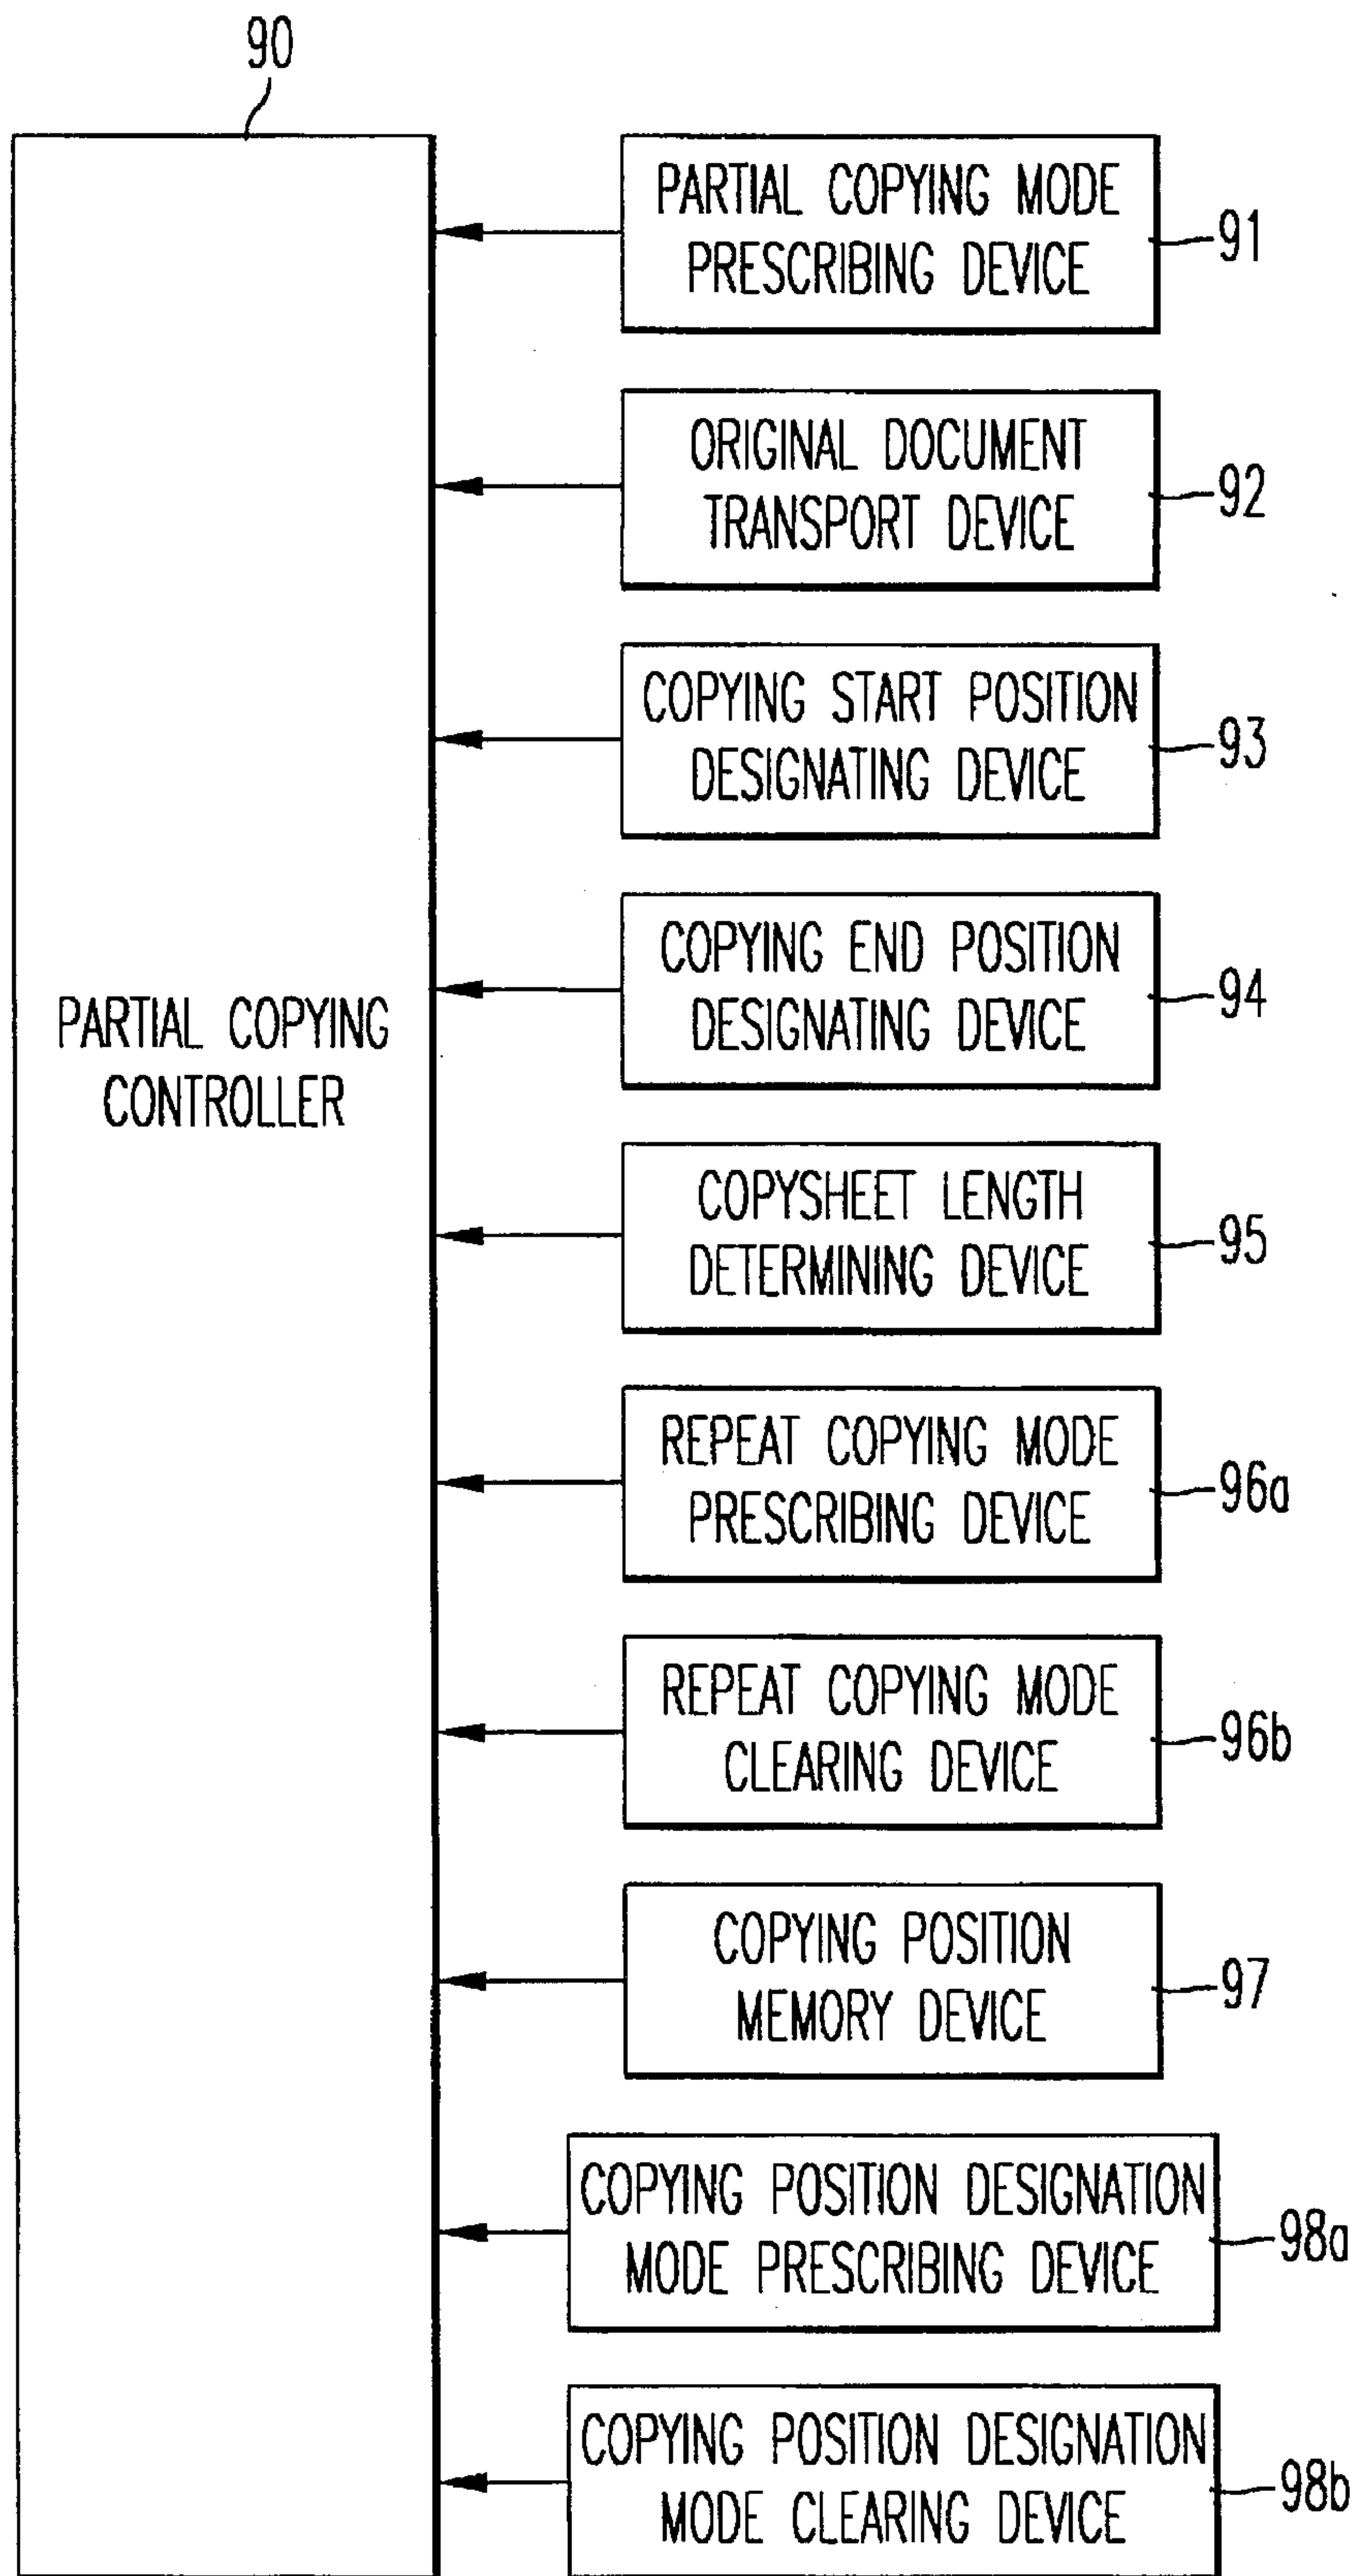 90
PARTIAL COPYING
CONTROLLER
PARTIAL COPYING MODE
PRESCRIBING DEVICE
91
ORIGINAL DOCUMENT
TRANSPORT DEVICE
92
COPYING START POSITION
DESIGNATING DEVICE
93
COPYING END POSITION
DESIGNATING DEVICE
94
COPYSHEET LENGTH
DETERMINING DEVICE
95
REPEAT COPYING MODE
PRESCRIBING DEVICE
96a
REPEAT COPYING MODE
CLEARING DEVICE
96b
COPYING POSITION
MEMORY DEVICE
97
COPYING POSITION DESIGNATION
MODE PRESCRIBING DEVICE
98a
COPYING POSITION DESIGNATION
MODE CLEARING DEVICE
98b